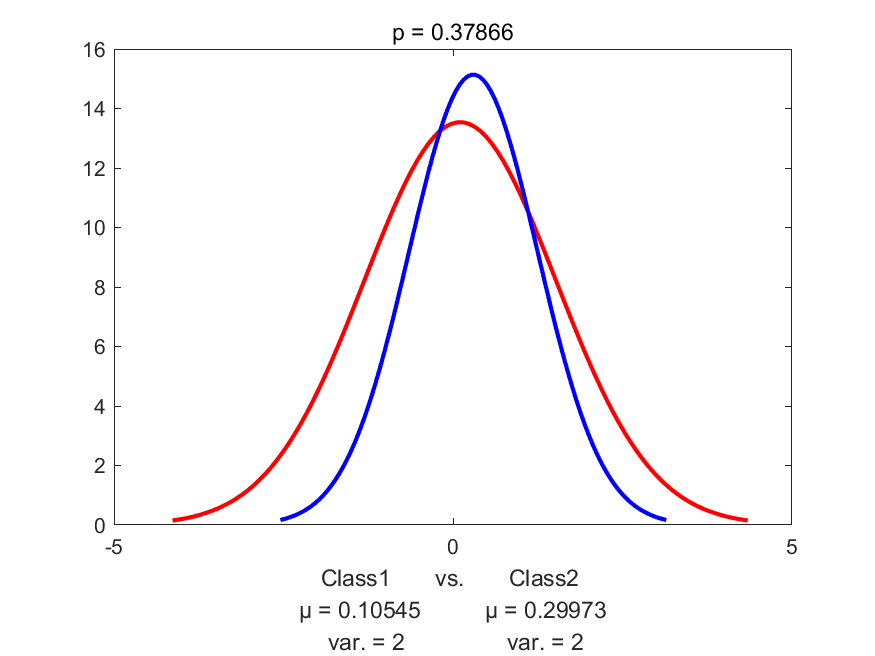 p = 0.37866
16
14
12
10
8
6
4
2
0
-5 0 5
Class1 vs. Class2
μ = 0.10545 μ = 0.29973
var. = 2 var. = 2